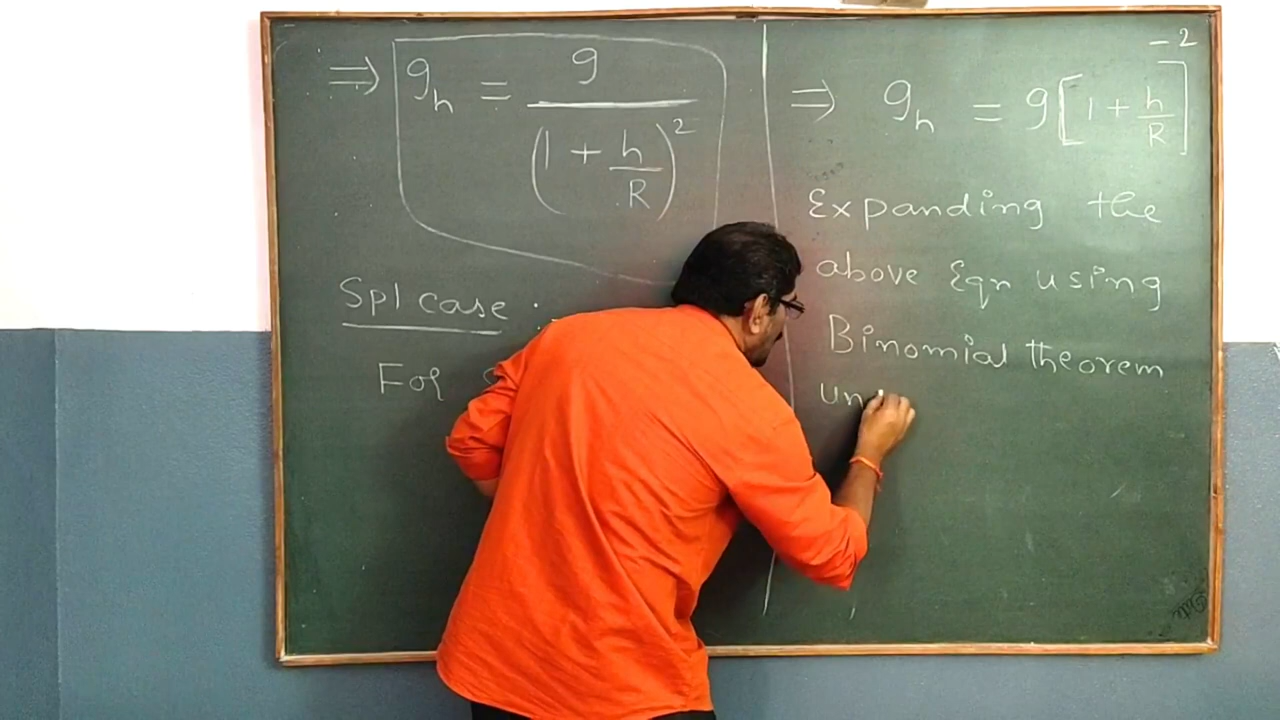 ⇒ g_h = g / (1 + h/R)²
Spl case :
For
⇒ g_h = g[1 + h/R]⁻²
Expanding the
above Eqn using
Binomial theorem